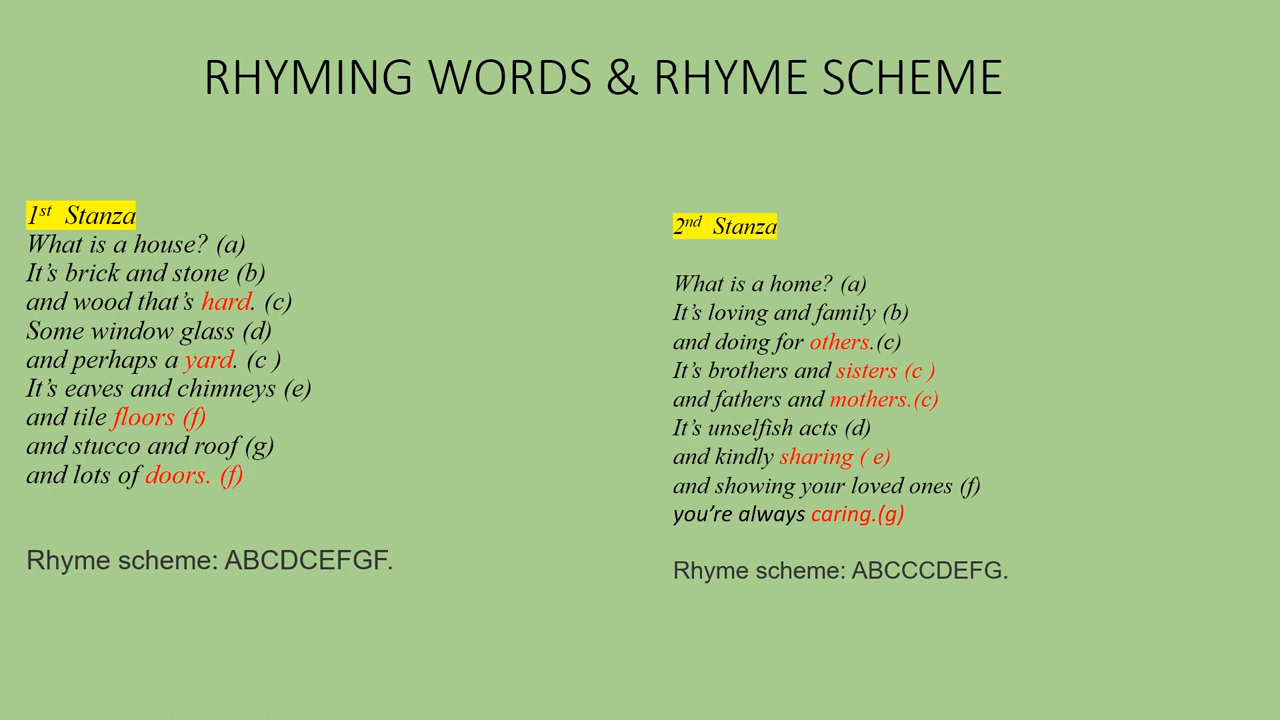 RHYMING WORDS & RHYME SCHEME
1st Stanza
What is a house? (a)
It’s brick and stone (b)
and wood that’s hard. (c)
Some window glass (d)
and perhaps a yard. (c )
It’s eaves and chimneys (e)
and tile floors (f)
and stucco and roof (g)
and lots of doors. (f)
Rhyme scheme: ABCDCEFGF.
2nd Stanza
What is a home? (a)
It’s loving and family (b)
and doing for others.(c)
It’s brothers and sisters (c )
and fathers and mothers.(c)
It’s unselfish acts (d)
and kindly sharing ( e)
and showing your loved ones (f)
you’re always caring.(g)
Rhyme scheme: ABCCCDEFG.